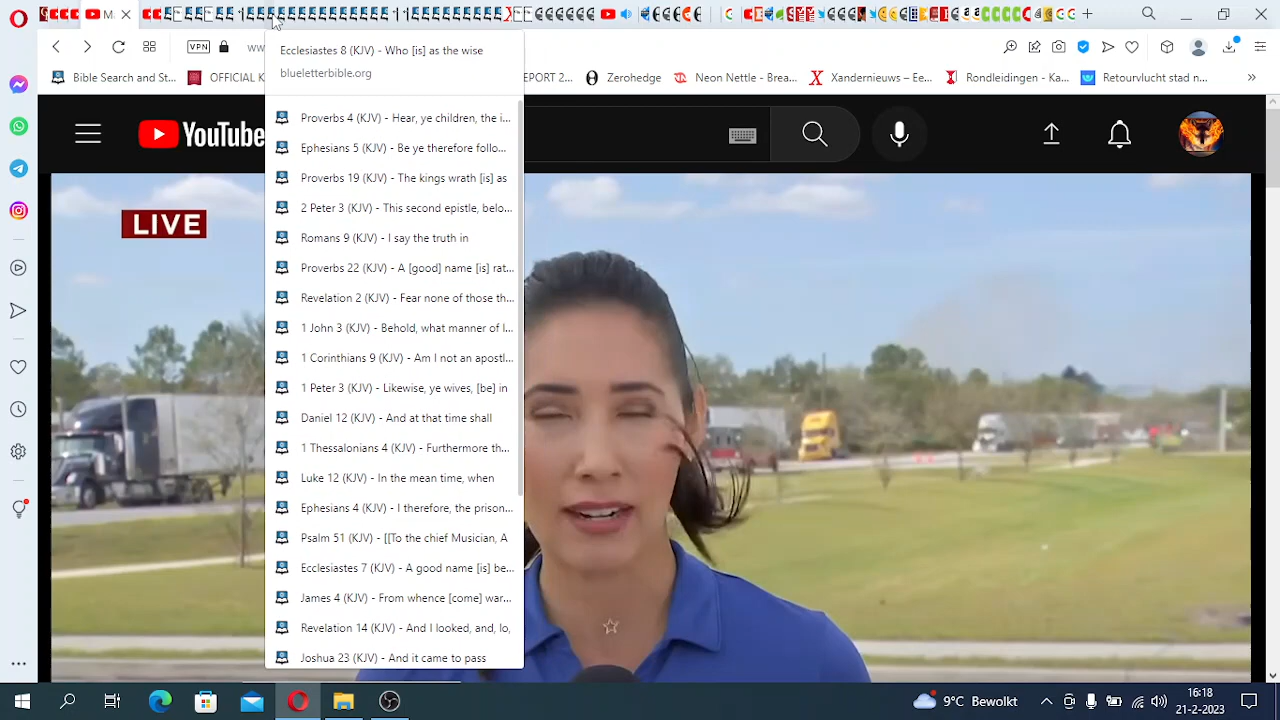 M
VPN
ww
Ecclesiastes 8 (KJV) - Who [is] as the wise
blueletterbible.org
Bible Search and St...
OFFICIAL K
EPORT 2...
Zerohedge
Neon Nettle - Brea...
Xandernieuws – Ee...
Rondleidingen - Ka...
Retourvlucht stad n...
YouTube
LIVE
Proverbs 4 (KJV) - Hear, ye children, the i...
Ephesians 5 (KJV) - Be ye therefore follo...
Proverbs 19 (KJV) - The kings wrath [is] as
2 Peter 3 (KJV) - This second epistle, belo...
Romans 9 (KJV) - I say the truth in
Proverbs 22 (KJV) - A [good] name [is] rat...
Revelation 2 (KJV) - Fear none of those th...
1 John 3 (KJV) - Behold, what manner of l...
1 Corinthians 9 (KJV) - Am I not an apostl...
1 Peter 3 (KJV) - Likewise, ye wives, [be] in
Daniel 12 (KJV) - And at that time shall
1 Thessalonians 4 (KJV) - Furthermore th...
Luke 12 (KJV) - In the mean time, when
Ephesians 4 (KJV) - I therefore, the prison...
Psalm 51 (KJV) - [[To the chief Musician, A
Ecclesiastes 7 (KJV) - A good name [is] be...
James 4 (KJV) - From whence [come] war...
Revelation 14 (KJV) - And I looked, and, lo,
Joshua 23 (KJV) - And it came to pass
9°C Bewolkt
16:18
21-2-2023